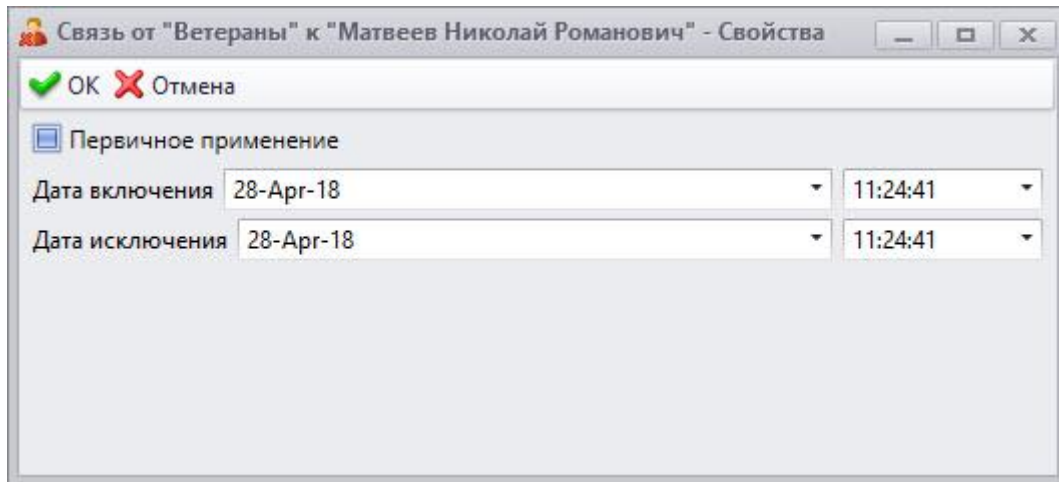 Связь от "Ветераны" к "Матвеев Николай Романович" - Свойства
ОК Отмена
Первичное применение
Дата включения 28-Apr-18 11:24:41
Дата исключения 28-Apr-18 11:24:41